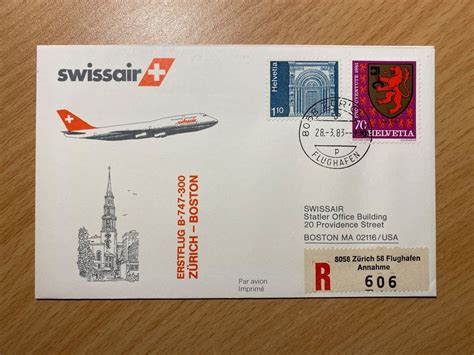 swissair
Helvetia
1.10
PRO JUVENTUTE 1982
70
HELVETIA
8058
28.-3.83
P
FLUGHAFEN
ERSTFLUG B-747-300
ZÜRICH – BOSTON
SWISSAIR
Statler Office Building
20 Providence Street
BOSTON MA 02116/USA
Par avion
Imprimé
R
8058 Zürich 58 Flughafen
Annahme
606